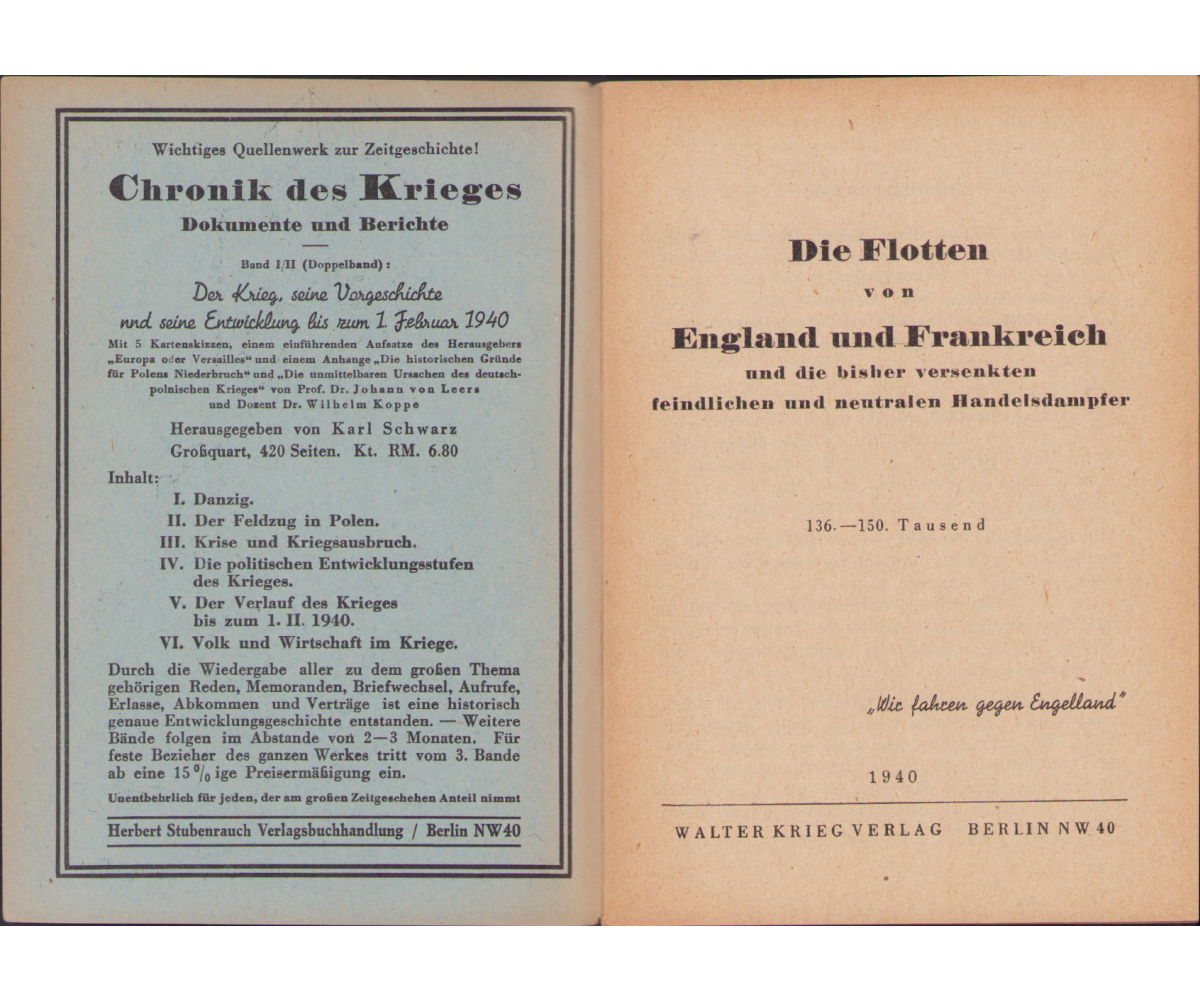 Wichtiges Quellenwerk zur Zeitgeschichte!
Chronik des Krieges
Dokumente und Berichte
Band I/II (Doppelband):
Der Krieg, seine Vorgeschichte
nnd seine Entwicklung bis zum 1. Februar 1940
Mit 5 Kartenskizzen, einem einführenden Aufsatze des Herausgebers
„Europa oder Versailles“ und einem Anhange „Die historischen Gründe
für Polens Niederbruch“ und „Die unmittelbaren Ursachen des deutsch-
polnischen Krieges“ von Prof. Dr. Johann von Leers
und Dozent Dr. Wilhelm Koppe
Herausgegeben von Karl Schwarz
Großquart, 420 Seiten. Kt. RM. 6.80
Inhalt:
I. Danzig.
II. Der Feldzug in Polen.
III. Krise und Kriegsausbruch.
IV. Die politischen Entwicklungsstufen
des Krieges.
V. Der Verlauf des Krieges
bis zum 1. II. 1940.
VI. Volk und Wirtschaft im Kriege.
Durch die Wiedergabe aller zu dem großen Thema
gehörigen Reden, Memoranden, Briefwechsel, Aufrufe,
Erlasse, Abkommen und Verträge ist eine historisch
genaue Entwicklungsgeschichte entstanden. — Weitere
Bände folgen im Abstande von 2—3 Monaten. Für
feste Bezieher des ganzen Werkes tritt vom 3. Bande
ab eine 15%ige Preisermäßigung ein.
Unentbehrlich für jeden, der am großen Zeitgeschehen Anteil nimmt
Herbert Stubenrauch Verlagsbuchhandlung / Berlin NW40
Die Flotten
von
England und Frankreich
und die bisher versenkten
feindlichen und neutralen Handelsdampfer
136.—150. Tausend
„Wir fahren gegen Engelland“
1940
WALTER KRIEG VERLAG BERLIN NW 40